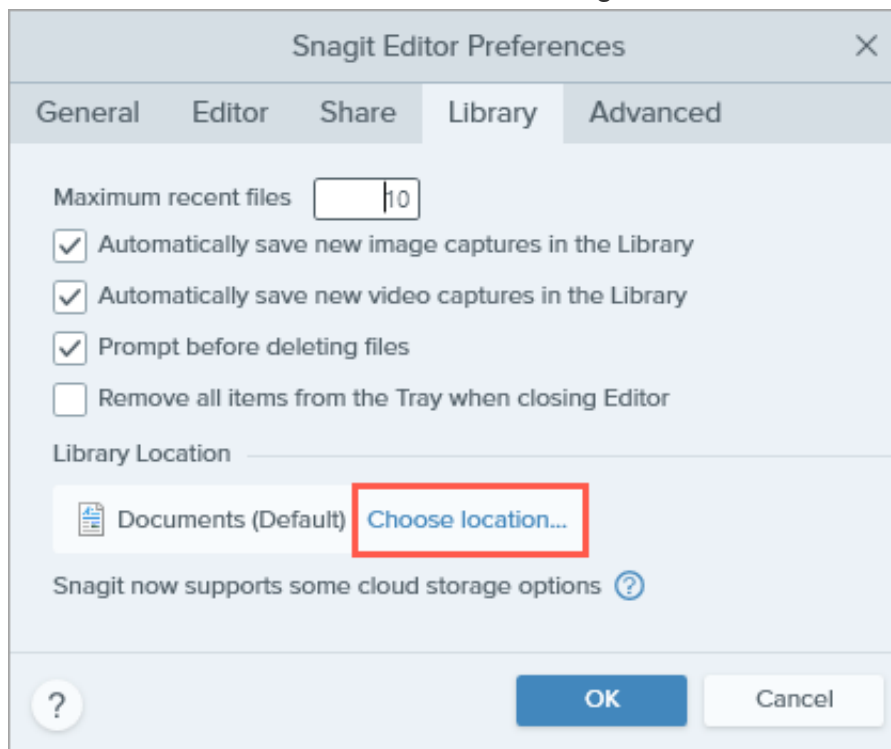 Snagit Editor Preferences
General Editor Share Library Advanced
Maximum recent files 10
Automatically save new image captures in the Library
Automatically save new video captures in the Library
Prompt before deleting files
Remove all items from the Tray when closing Editor
Library Location
Documents (Default) Choose location...
Snagit now supports some cloud storage options ?
? OK Cancel